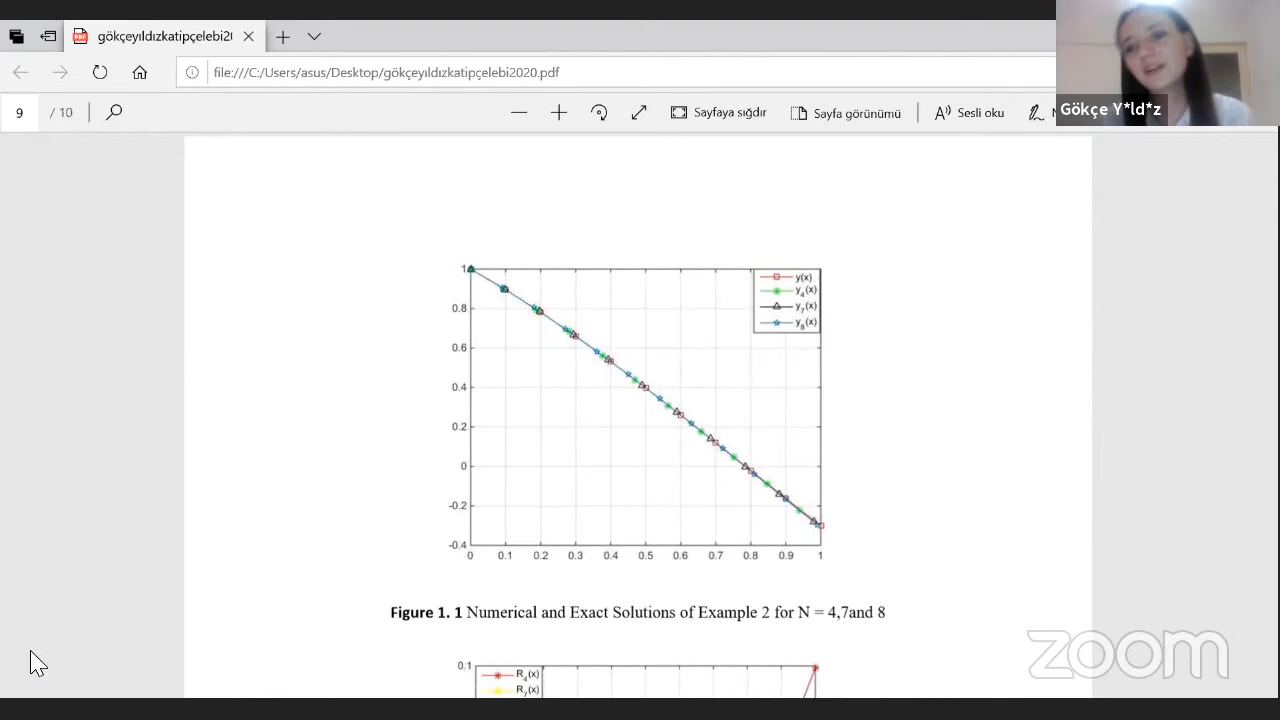 gökçeyıldızkatipçelebi20
file:///C:/Users/asus/Desktop/gökçeyıldızkatipçelebi2020.pdf
Gökçe Y*ld*z
9 / 10
Sayfaya sığdır
Sayfa görünümü
Sesli oku
y(x)
y4(x)
y7(x)
y8(x)
1
0.8
0.6
0.4
0.2
0
-0.2
-0.4
0 0.1 0.2 0.3 0.4 0.5 0.6 0.7 0.8 0.9 1
Figure 1. 1 Numerical and Exact Solutions of Example 2 for N = 4,7and 8
zoom
0.1
R4(x)
R7(x)